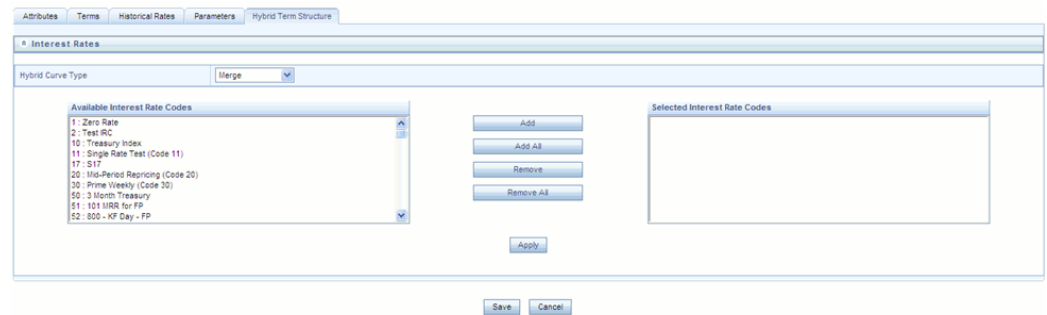 Attributes Terms Historical Rates Parameters Hybrid Term Structure
Interest Rates
Hybrid Curve Type Merge
Available Interest Rate Codes
1 : Zero Rate
2 : Test IRC
10 : Treasury Index
11 : Single Rate Test (Code 11)
17 : S17
20 : Mid-Period Repricing (Code 20)
30 : Prime Weekly (Code 30)
50 : 3 Month Treasury
51 : 101 MRR for FP
52 : 800 - KF Day - FP
Add
Add All
Remove
Remove All
Selected Interest Rate Codes
Apply
Save Cancel